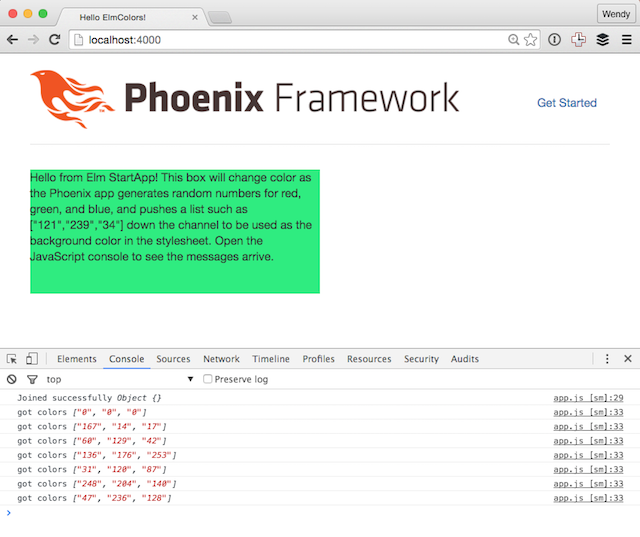 Hello ElmColors!
Wendy
localhost:4000
Phoenix Framework
Get Started
Hello from Elm StartApp! This box will change color as
the Phoenix app generates random numbers for red,
green, and blue, and pushes a list such as
["121","239","34"] down the channel to be used as the
background color in the stylesheet. Open the
JavaScript console to see the messages arrive.
Elements Console Sources Network Timeline Profiles Resources Security Audits
top Preserve log
Joined successfully Object {} app.js [sm]:29
got colors ["0", "0", "0"] app.js [sm]:33
got colors ["167", "14", "17"] app.js [sm]:33
got colors ["60", "129", "42"] app.js [sm]:33
got colors ["136", "176", "253"] app.js [sm]:33
got colors ["31", "120", "87"] app.js [sm]:33
got colors ["248", "204", "140"] app.js [sm]:33
got colors ["47", "236", "128"] app.js [sm]:33